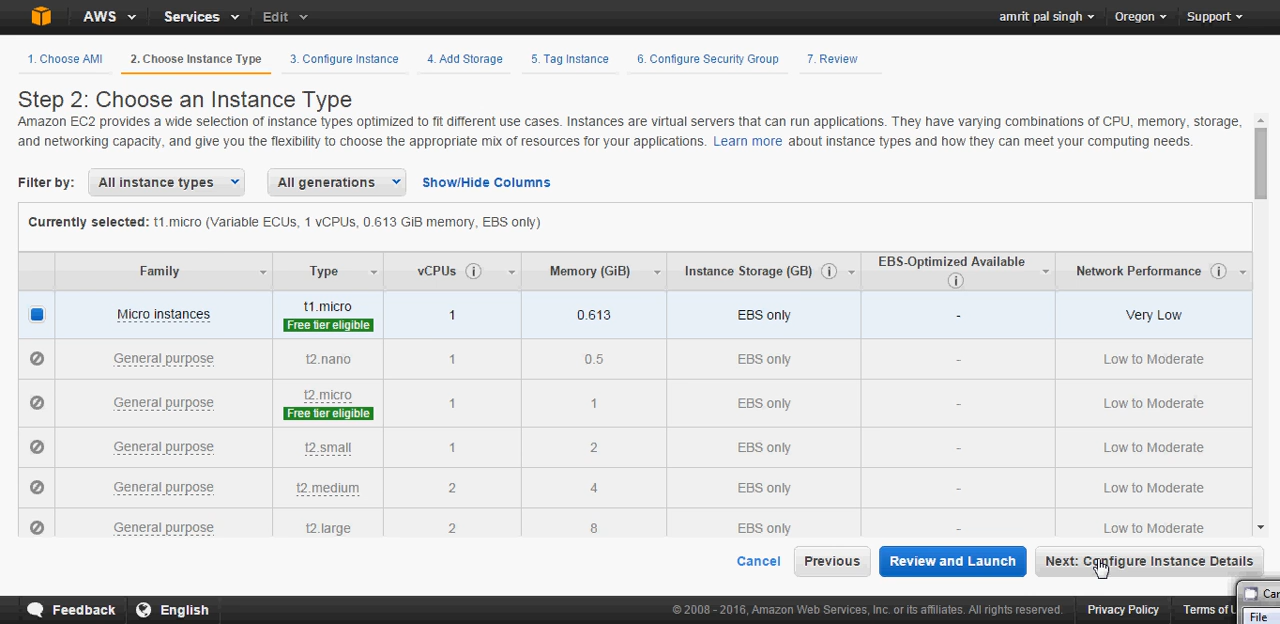 AWS Services Edit amrit pal singh Oregon Support
1. Choose AMI 2. Choose Instance Type 3. Configure Instance 4. Add Storage 5. Tag Instance 6. Configure Security Group 7. Review
Step 2: Choose an Instance Type
Amazon EC2 provides a wide selection of instance types optimized to fit different use cases. Instances are virtual servers that can run applications. They have varying combinations of CPU, memory, storage,
and networking capacity, and give you the flexibility to choose the appropriate mix of resources for your applications. Learn more about instance types and how they can meet your computing needs.
Filter by: All instance types All generations Show/Hide Columns
Currently selected: t1.micro (Variable ECUs, 1 vCPUs, 0.613 GiB memory, EBS only)
Family Type vCPUs Memory (GiB) Instance Storage (GB) EBS-Optimized Available Network Performance
Micro instances t1.micro Free tier eligible 1 0.613 EBS only - Very Low
General purpose t2.nano 1 0.5 EBS only - Low to Moderate
General purpose t2.micro Free tier eligible 1 1 EBS only - Low to Moderate
General purpose t2.small 1 2 EBS only - Low to Moderate
General purpose t2.medium 2 4 EBS only - Low to Moderate
General purpose t2.large 2 8 EBS only - Low to Moderate
Cancel Previous Review and Launch Next: Configure Instance Details
Feedback English © 2008 - 2016, Amazon Web Services, Inc. or its affiliates. All rights reserved. Privacy Policy Terms of
File